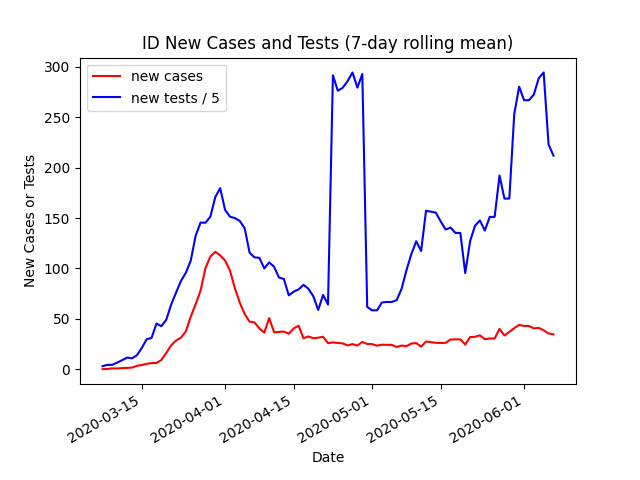 ID New Cases and Tests (7-day rolling mean)
new cases
new tests / 5
New Cases or Tests
300
250
200
150
100
50
0
2020-03-15
2020-04-01
2020-04-15
2020-05-01
2020-05-15
2020-06-01
Date